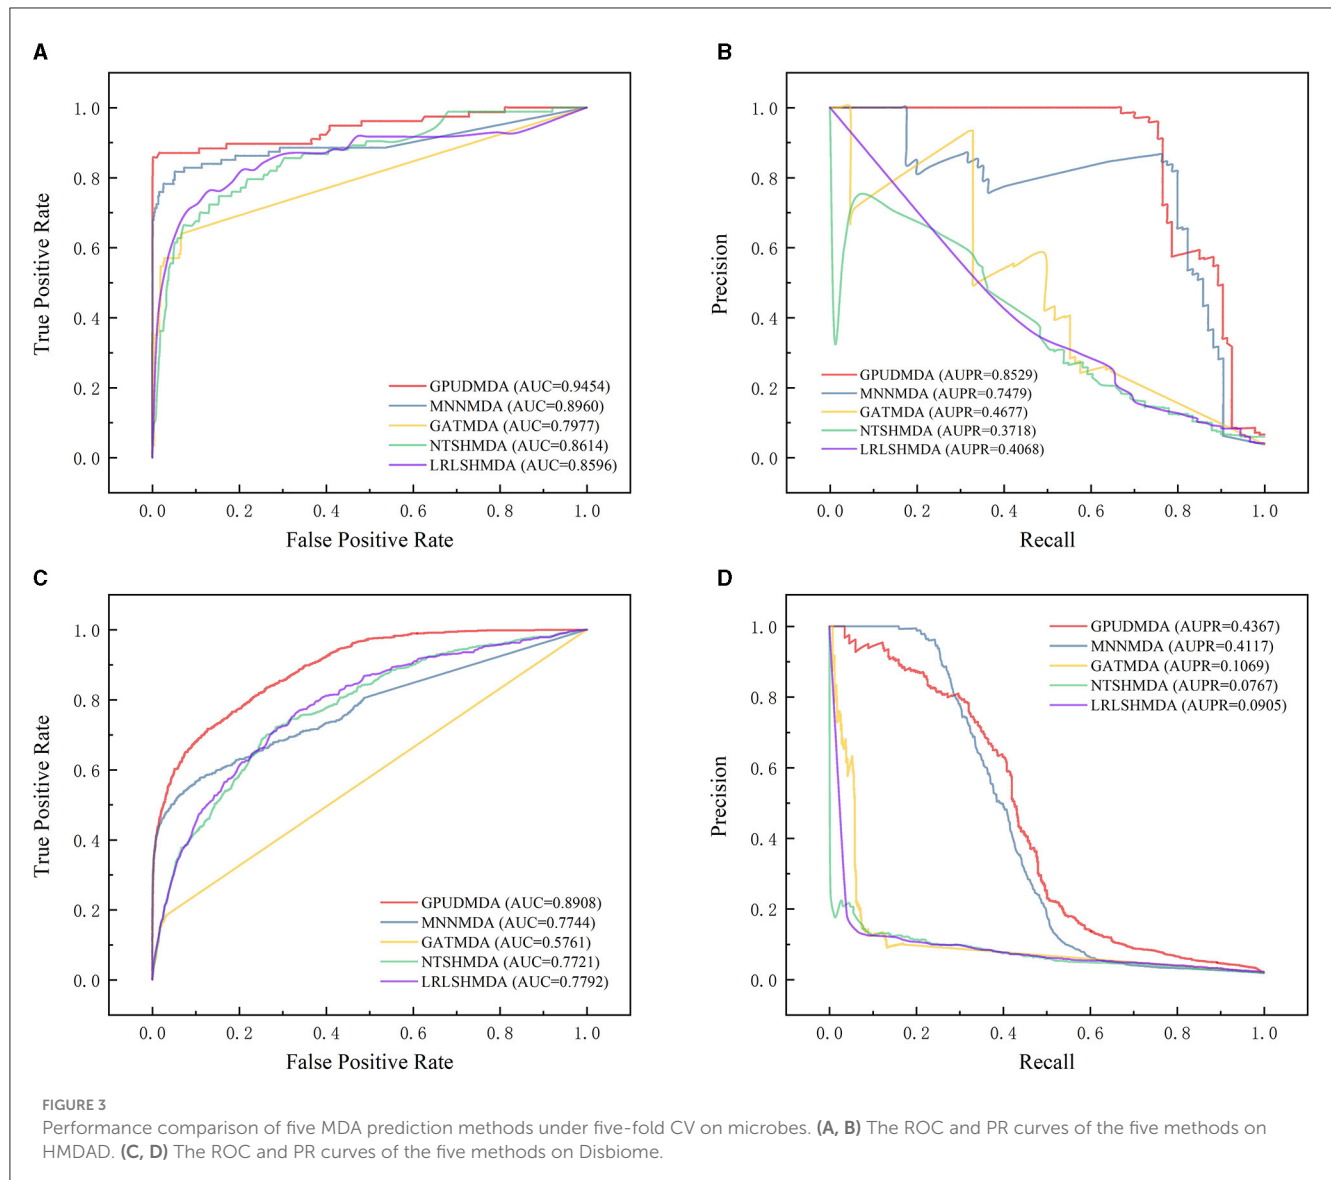 A
1.0
0.8
0.6
0.4
0.2
0.0
True Positive Rate
GPUDMDA (AUC=0.9454)
MNNMDA (AUC=0.8960)
GATMDA (AUC=0.7977)
NTSHMDA (AUC=0.8614)
LRLSHMDA (AUC=0.8596)
0.0 0.2 0.4 0.6 0.8 1.0
False Positive Rate
B
1.0
0.8
0.6
0.4
0.2
0.0
Precision
GPUDMDA (AUPR=0.8529)
MNNMDA (AUPR=0.7479)
GATMDA (AUPR=0.4677)
NTSHMDA (AUPR=0.3718)
LRLSHMDA (AUPR=0.4068)
0.0 0.2 0.4 0.6 0.8 1.0
Recall
C
1.0
0.8
0.6
0.4
0.2
0.0
True Positive Rate
GPUDMDA (AUC=0.8908)
MNNMDA (AUC=0.7744)
GATMDA (AUC=0.5761)
NTSHMDA (AUC=0.7721)
LRLSHMDA (AUC=0.7792)
0.0 0.2 0.4 0.6 0.8 1.0
False Positive Rate
D
1.0
0.8
0.6
0.4
0.2
0.0
Precision
GPUDMDA (AUPR=0.4367)
MNNMDA (AUPR=0.4117)
GATMDA (AUPR=0.1069)
NTSHMDA (AUPR=0.0767)
LRLSHMDA (AUPR=0.0905)
0.0 0.2 0.4 0.6 0.8 1.0
Recall
FIGURE 3
Performance comparison of five MDA prediction methods under five-fold CV on microbes. (A, B) The ROC and PR curves of the five methods on
HMDAD. (C, D) The ROC and PR curves of the five methods on Disbiome.